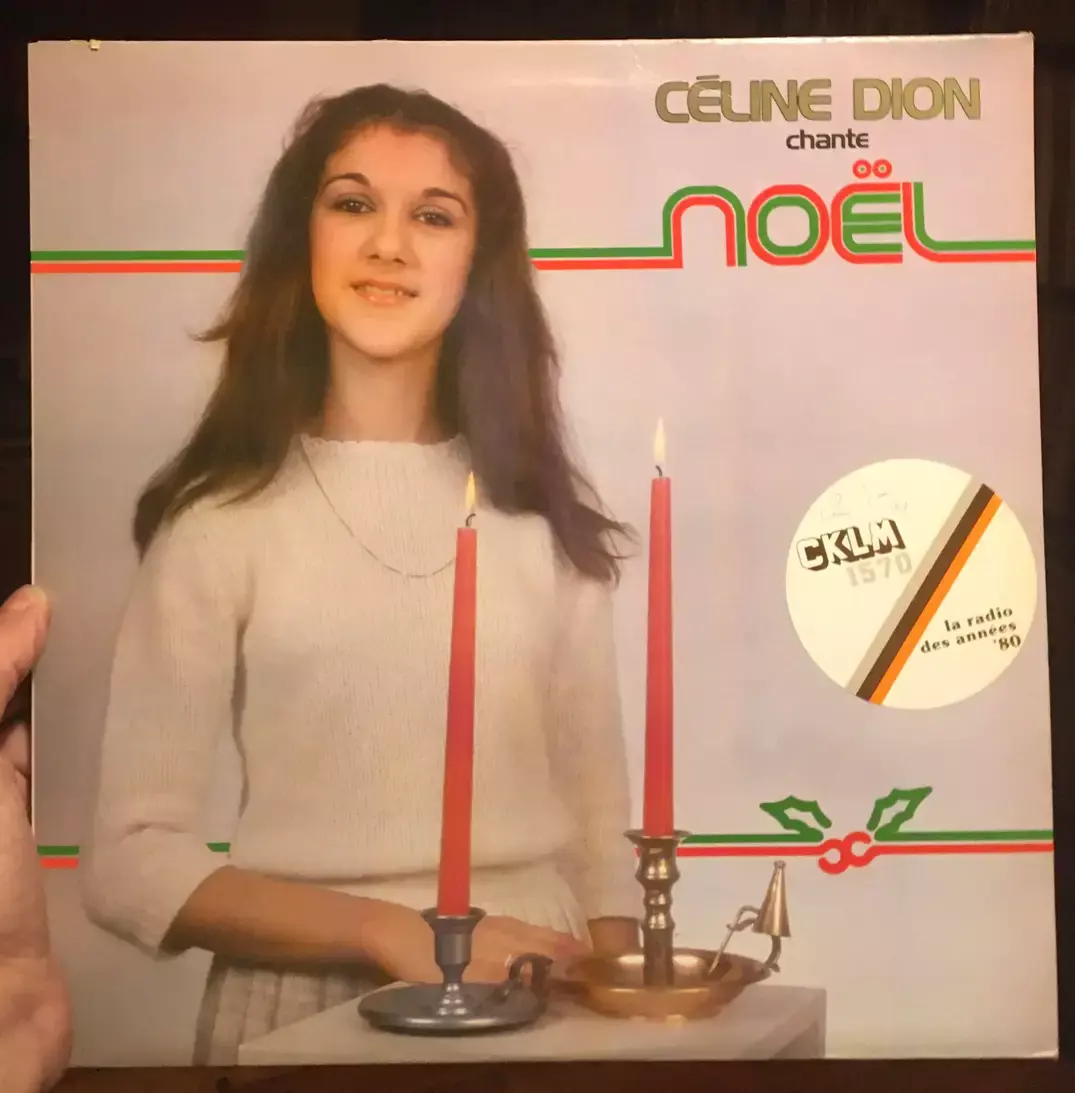 CÉLINE DION
chante
NOËL
CKLM
1570
la radio
des années
'80